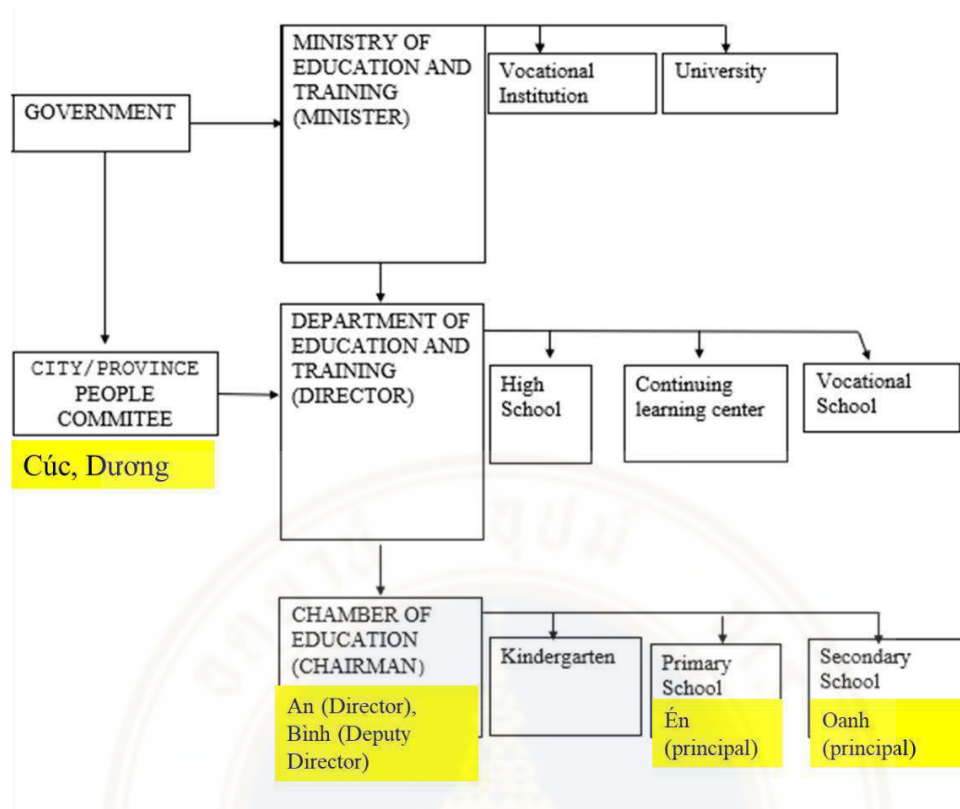 MINISTRY OF
EDUCATION AND
TRAINING
(MINISTER)
Vocational
Institution
University
GOVERNMENT
DEPARTMENT OF
EDUCATION AND
TRAINING
(DIRECTOR)
High
School
Continuing
learning center
Vocational
School
CITY/PROVINCE
PEOPLE
COMMITEE
Cúc, Dương
CHAMBER OF
EDUCATION
(CHAIRMAN)
An (Director),
Bình (Deputy
Director)
Kindergarten
Primary
School
Én
(principal)
Secondary
School
Oanh
(principal)